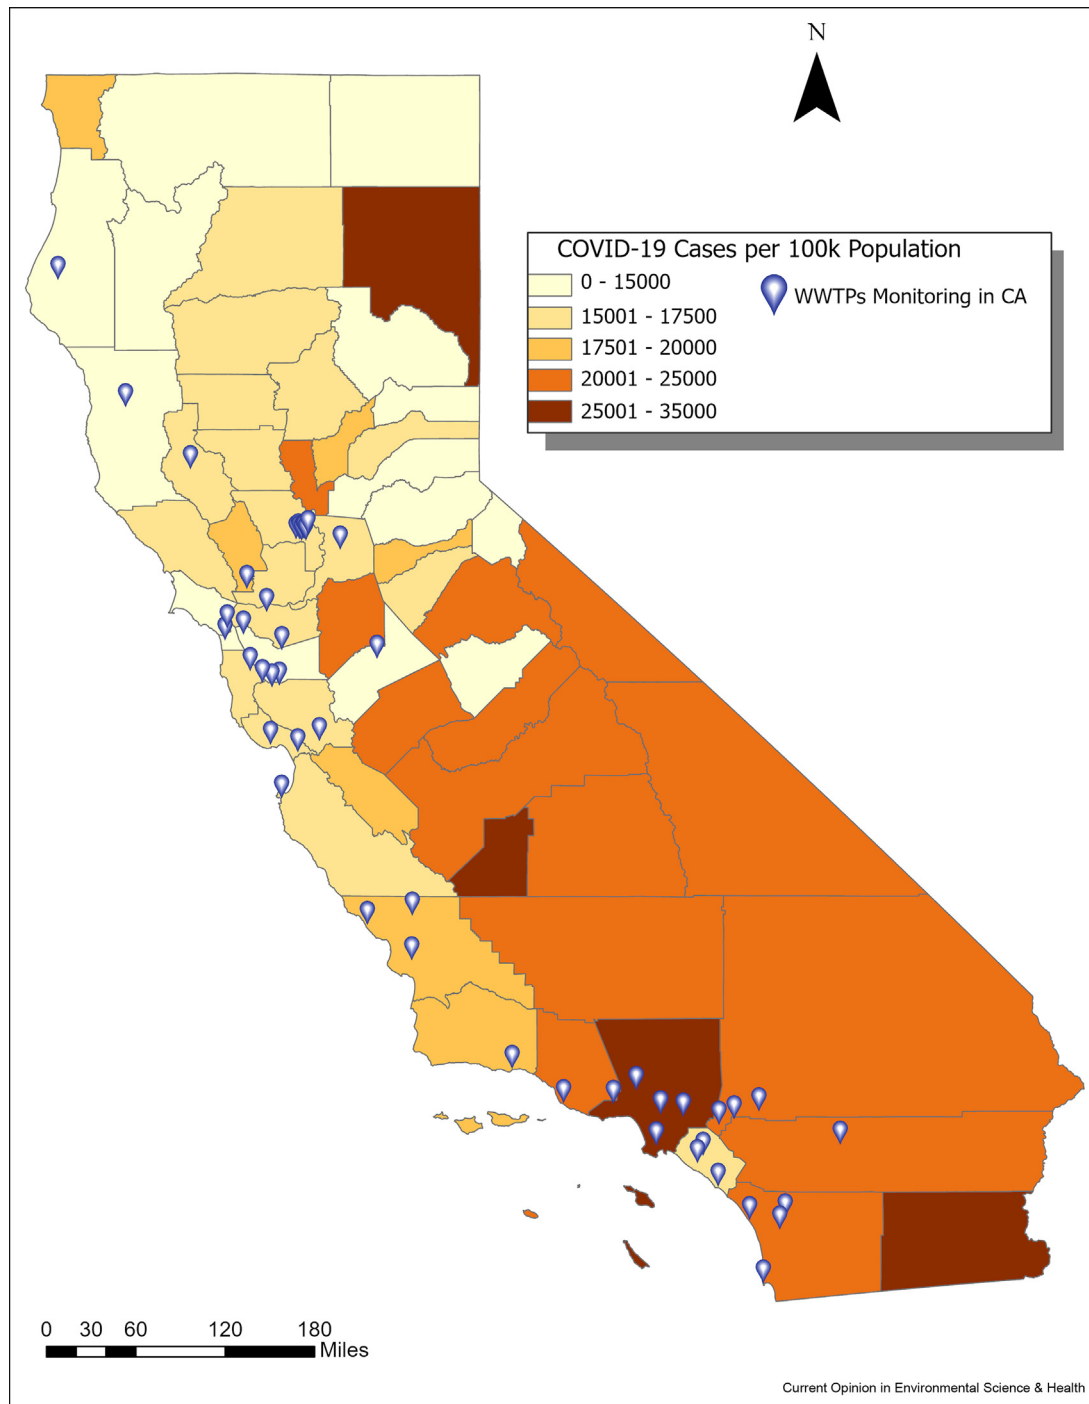 N
COVID-19 Cases per 100k Population
0 - 15000
WWTPs Monitoring in CA
15001 - 17500
17501 - 20000
20001 - 25000
25001 - 35000
0 30 60 120 180
Miles
Current Opinion in Environmental Science & Health